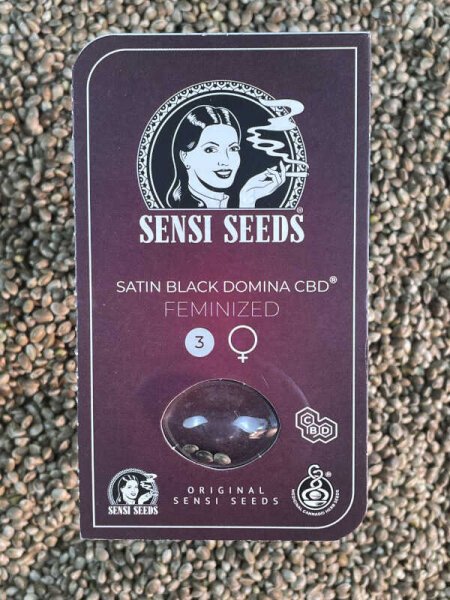 SENSI SEEDS®
SATIN BLACK DOMINA CBD®
FEMINIZED
3
CBD
ORIGINAL
SENSI SEEDS
SENSI SEEDS
®